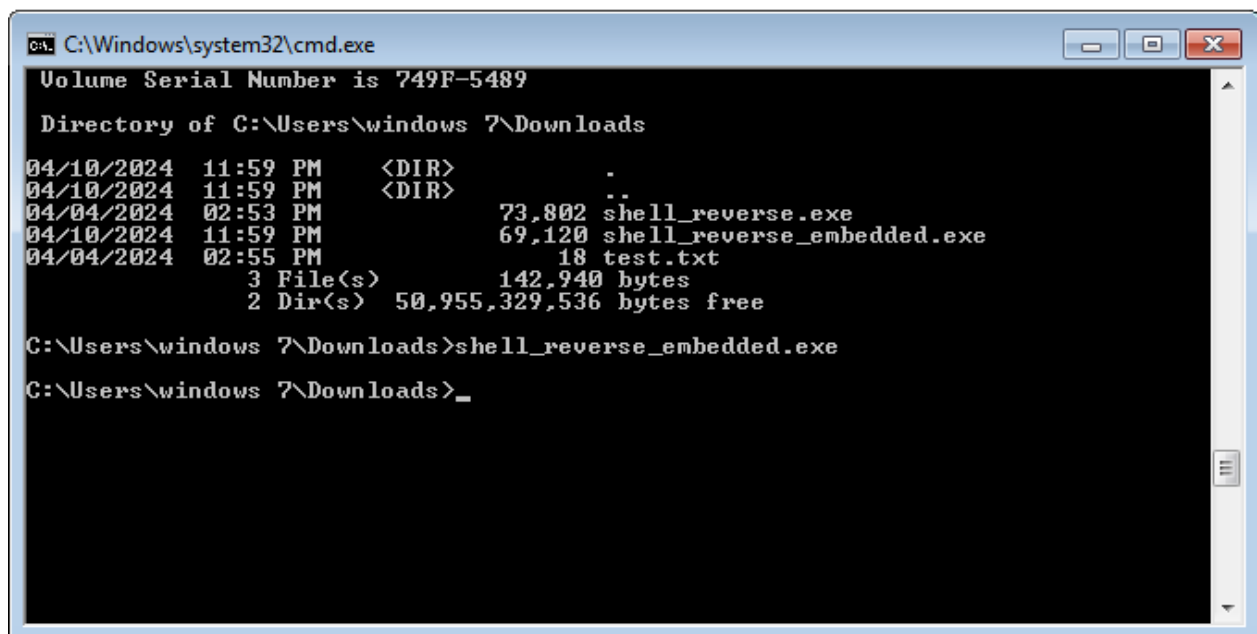 C:\Windows\system32\cmd.exe
Volume Serial Number is 749F-5489
Directory of C:\Users\windows 7\Downloads
04/10/2024  11:59 PM    <DIR>          .
04/10/2024  11:59 PM    <DIR>          ..
04/04/2024  02:53 PM            73,802 shell_reverse.exe
04/10/2024  11:59 PM            69,120 shell_reverse_embedded.exe
04/04/2024  02:55 PM                18 test.txt
3 File(s)        142,940 bytes
2 Dir(s)  50,955,329,536 bytes free
C:\Users\windows 7\Downloads>shell_reverse_embedded.exe
C:\Users\windows 7\Downloads>_